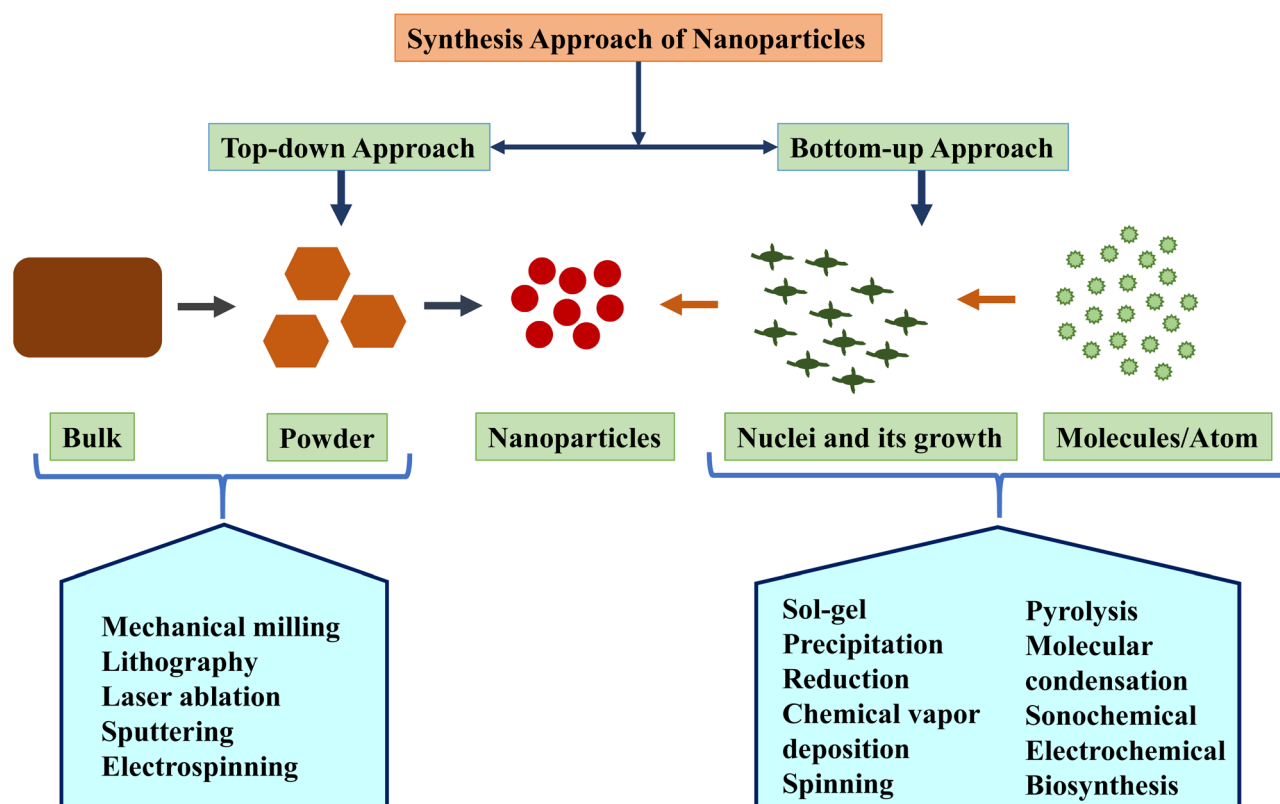 Synthesis Approach of Nanoparticles
Top-down Approach
Bottom-up Approach
Bulk
Powder
Nanoparticles
Nuclei and its growth
Molecules/Atom
Mechanical milling
Lithography
Laser ablation
Sputtering
Electrospinning
Sol-gel
Precipitation
Reduction
Chemical vapor
deposition
Spinning
Pyrolysis
Molecular
condensation
Sonochemical
Electrochemical
Biosynthesis